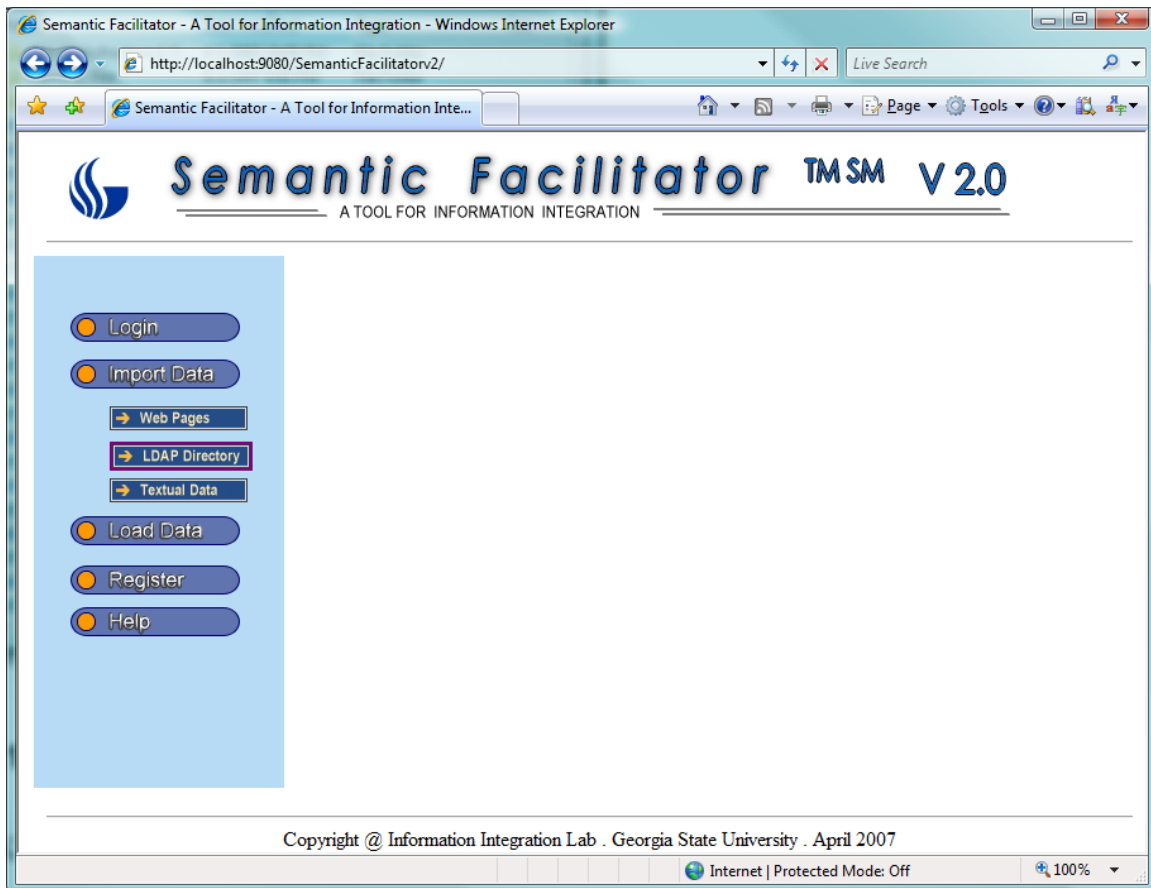 Semantic Facilitator - A Tool for Information Integration - Windows Internet Explorer
http://localhost:9080/SemanticFacilitatorv2/
Live Search
Semantic Facilitator - A Tool for Information Inte...
Page
Tools
Semantic Facilitator TM SM V 2.0
A TOOL FOR INFORMATION INTEGRATION
Login
Import Data
Web Pages
LDAP Directory
Textual Data
Load Data
Register
Help
Copyright @ Information Integration Lab . Georgia State University . April 2007
Internet | Protected Mode: Off
100%